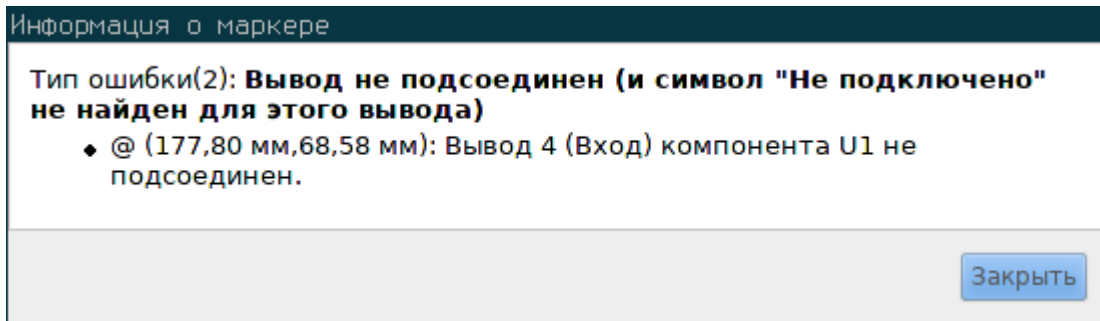 Информация о маркере
Тип ошибки(2): Вывод не подсоединен (и символ "Не подключено"
не найден для этого вывода)
◆ @ (177,80 мм,68,58 мм): Вывод 4 (Вход) компонента U1 не
подсоединен.
Закрыть